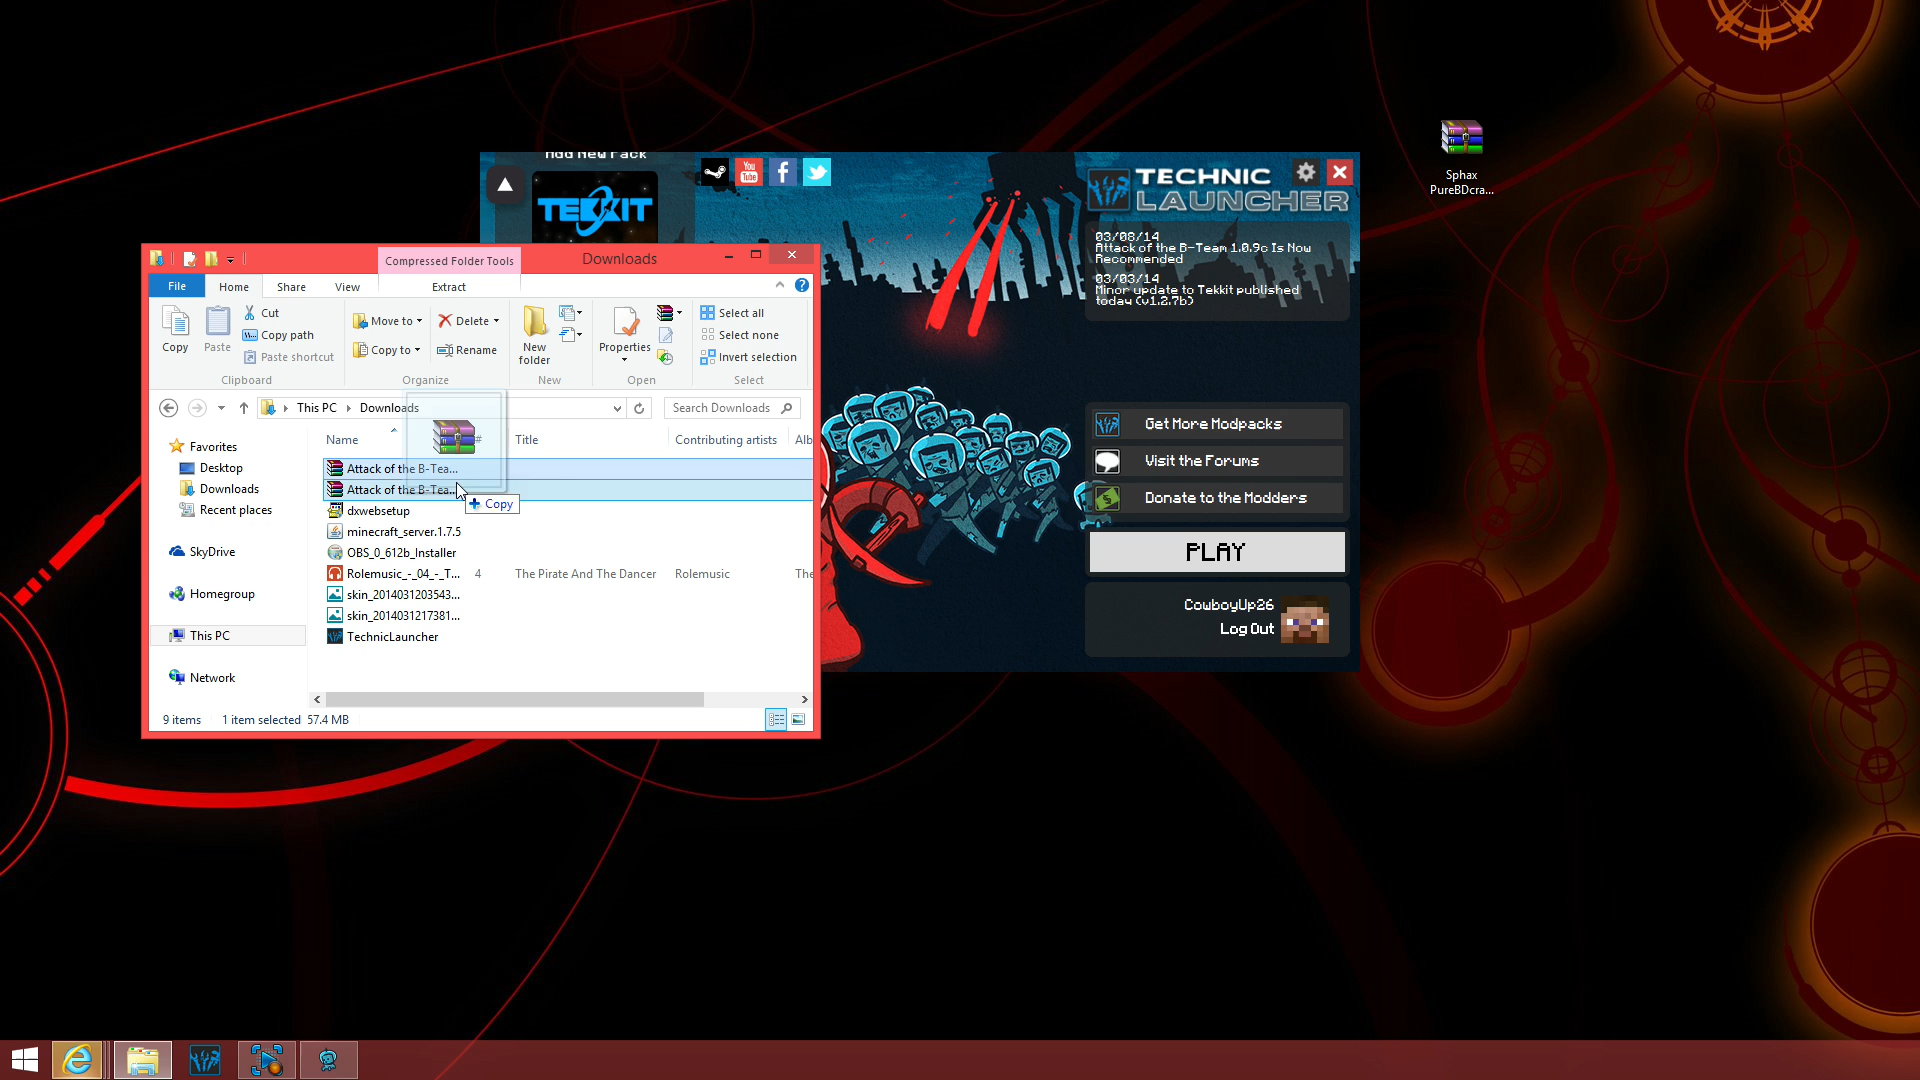 Add New Pack
TEKKIT
You
Tube
TECHNIC
LAUNCHER
03/08/14
Attack of the B-Team 1.0.9c Is Now
Recommended
03/03/14
Minor update to Tekkit published
today (v1.2.7b)
Get More Modpacks
Visit the Forums
Donate to the Modders
PLAY
CowboyUp26
Log Out
Sphax
PureBDcra...
Compressed Folder Tools
Downloads
File
Home
Share
View
Extract
Copy
Paste
Cut
Copy path
Paste shortcut
Clipboard
Move to
Copy to
Delete
Rename
Organize
New
folder
New
Properties
Open
Select all
Select none
Invert selection
Select
This PC
Downloads
Search Downloads
Favorites
Desktop
Downloads
Recent places
SkyDrive
Homegroup
This PC
Network
Name
#
Title
Contributing artists
Alb
Attack of the B-Tea...
Attack of the B-Tea...
Copy
dxwebsetup
minecraft_server.1.7.5
OBS_0_612b_Installer
Rolemusic_-_04_-_T... 4 The Pirate And The Dancer Rolemusic The
skin_2014031203543...
skin_2014031217381...
TechnicLauncher
9 items 1 item selected 57.4 MB